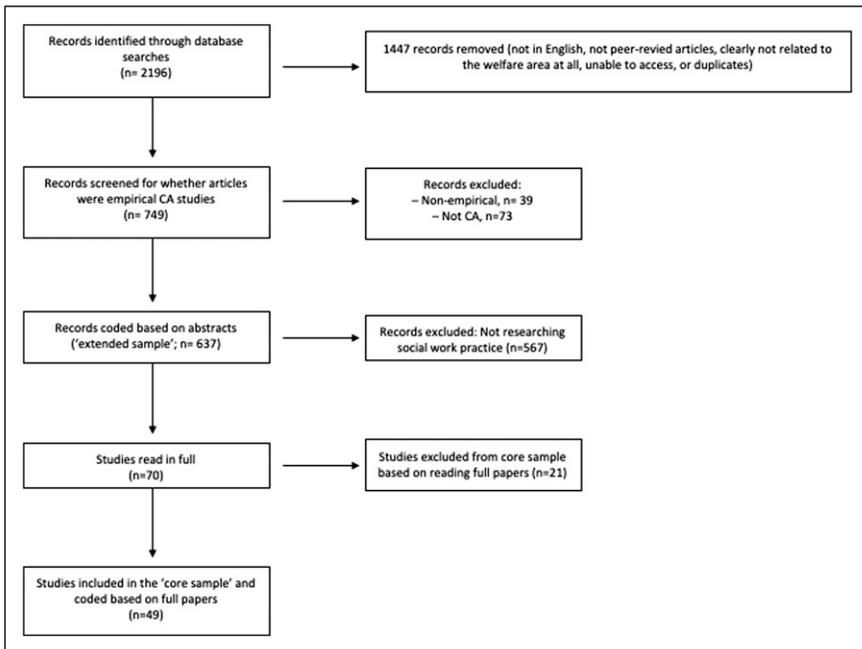 Records identified through database
searches
(n= 2196)
1447 records removed (not in English, not peer-revied articles, clearly not related to
the welfare area at all, unable to access, or duplicates)
Records screened for whether articles
were empirical CA studies
(n= 749)
Records excluded:
– Non-empirical, n= 39
– Not CA, n=73
Records coded based on abstracts
(‘extended sample’; n= 637)
Records excluded: Not researching
social work practice (n=567)
Studies read in full
(n=70)
Studies excluded from core sample
based on reading full papers (n=21)
Studies included in the ‘core sample’ and
coded based on full papers
(n=49)